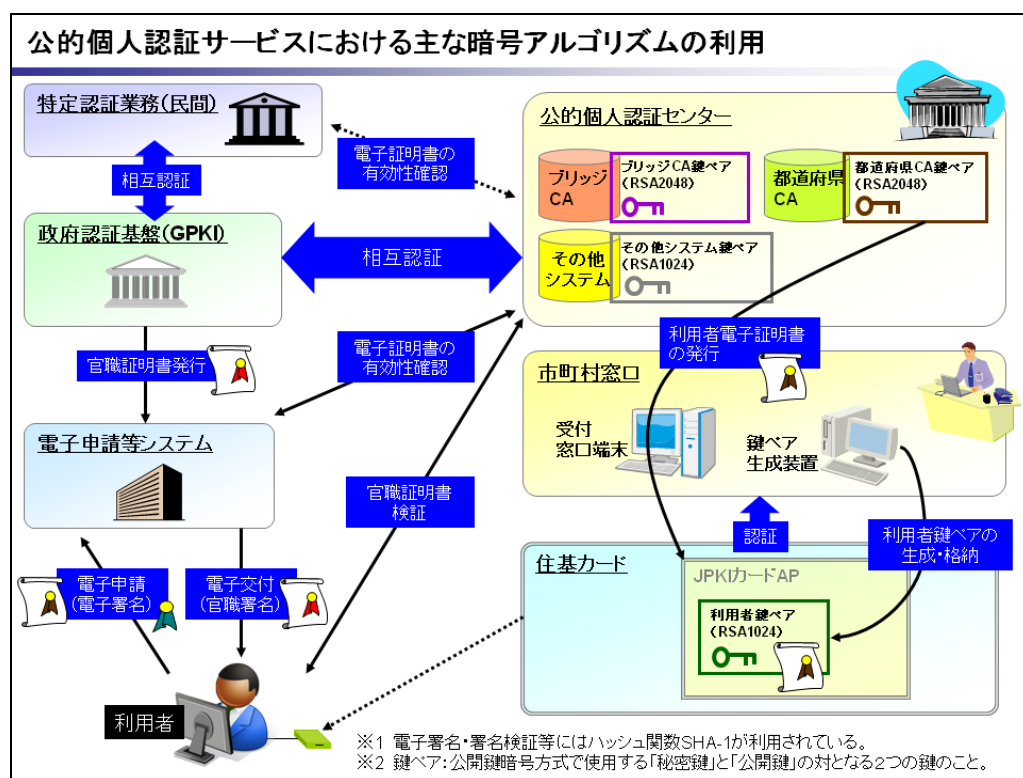 公的個人認証サービスにおける主な暗号アルゴリズムの利用
特定認証業務(民間)
相互認証
政府認証基盤(GPKI)
官職証明書発行
電子申請等システム
電子申請
(電子署名)
電子交付
(官職署名)
利用者
電子証明書の
有効性確認
相互認証
電子証明書の
有効性確認
官職証明書
検証
公的個人認証センター
ブリッジ
CA
ブリッジCA鍵ペア
(RSA2048)
都道府県
CA
都道府県CA鍵ペア
(RSA2048)
その他
システム
その他システム鍵ペア
(RSA1024)
利用者電子証明書
の発行
市町村窓口
受付
窓口端末
鍵ペア
生成装置
認証
利用者鍵ペアの
生成・格納
住基カード
JPKIカードAP
利用者鍵ペア
(RSA1024)
※1 電子署名・署名検証等にはハッシュ関数SHA-1が利用されている。
※2 鍵ペア:公開鍵暗号方式で使用する「秘密鍵」と「公開鍵」の対となる2つの鍵のこと。